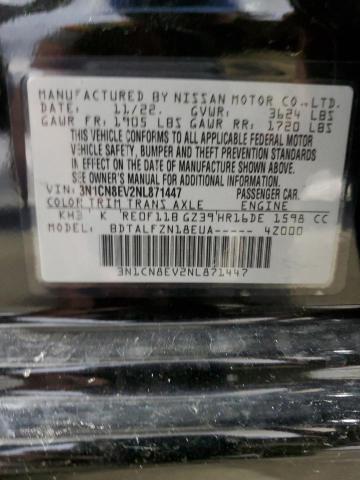 MANUFACTURED BY NISSAN MOTOR CO., LTD.
DATE: 11/22. GVWR: 3624 LBS
GAWR FR: 1905 LBS GAWR RR: 1720 LBS
THIS VEHICLE CONFORMS TO ALL APPLICABLE FEDERAL MOTOR
VEHICLE SAFETY, BUMPER AND THEFT PREVENTION STANDARDS
IN EFFECT ON THE DATE OF MANUFACTURE SHOWN ABOVE.
SEE OWNER'S MANUAL FOR ADDITIONAL INFORMATION.
VIN: 3N1CN8EV2NL871447 PASSENGER CAR.
COLOR TRIM TRANS AXLE ENGINE
KH3 K RE0F11B GZ39 HR16DE 1598 CC
MODEL: BDTALFZN18EUA----- 4Z000
3N1CN8EV2NL871447